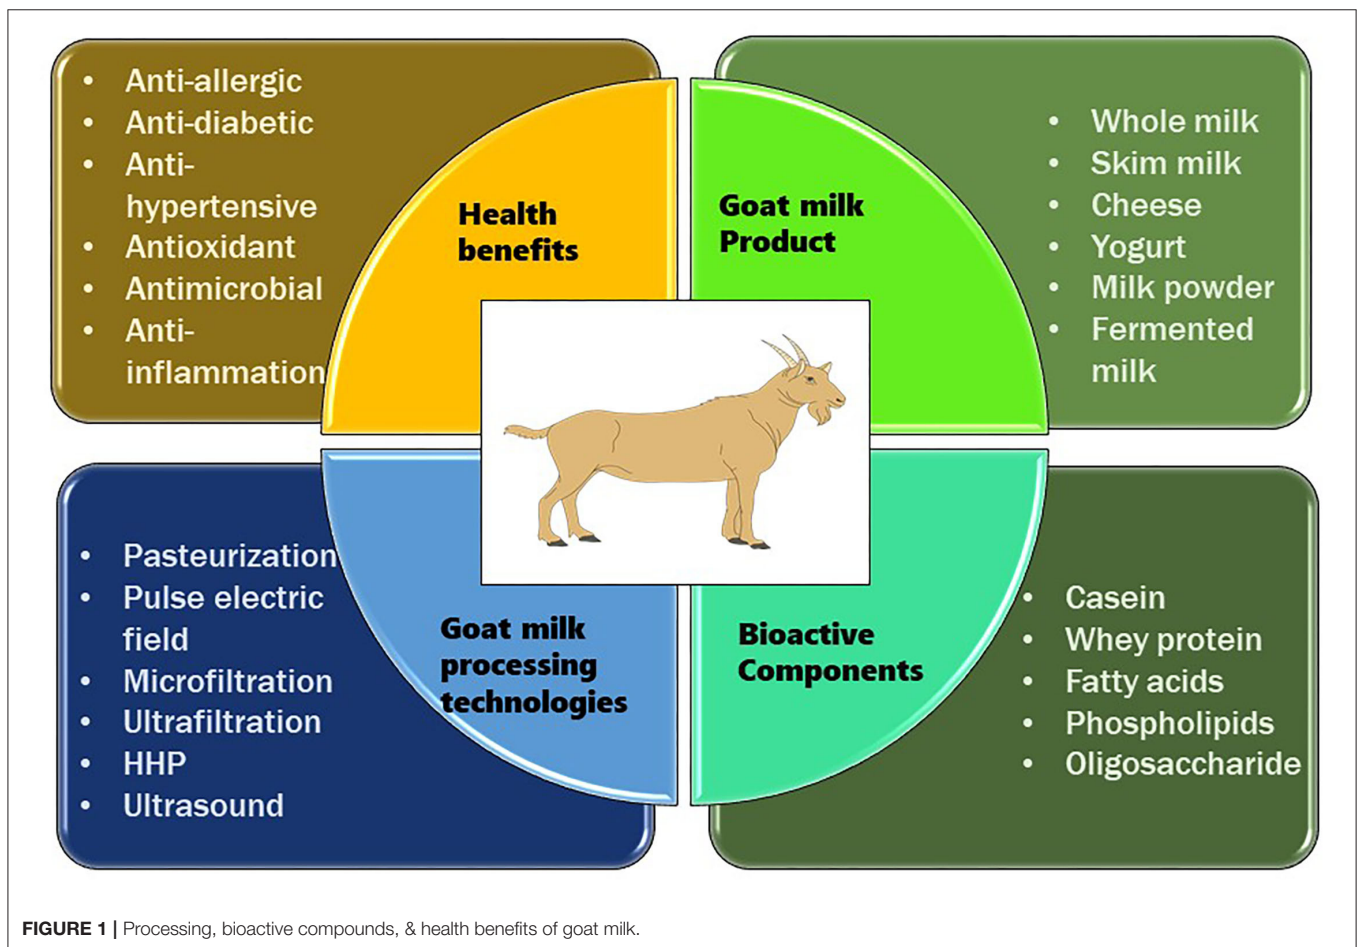 • Anti-allergic
• Anti-diabetic
• Anti-
hypertensive
• Antioxidant
• Antimicrobial
• Anti-
inflammation
Health
benefits
Goat milk
Product
• Whole milk
• Skim milk
• Cheese
• Yogurt
• Milk powder
• Fermented
milk
• Pasteurization
• Pulse electric
field
• Microfiltration
• Ultrafiltration
• HHP
• Ultrasound
Goat milk
processing
technologies
Bioactive
Components
• Casein
• Whey protein
• Fatty acids
• Phospholipids
• Oligosaccharide
FIGURE 1 | Processing, bioactive compounds, & health benefits of goat milk.